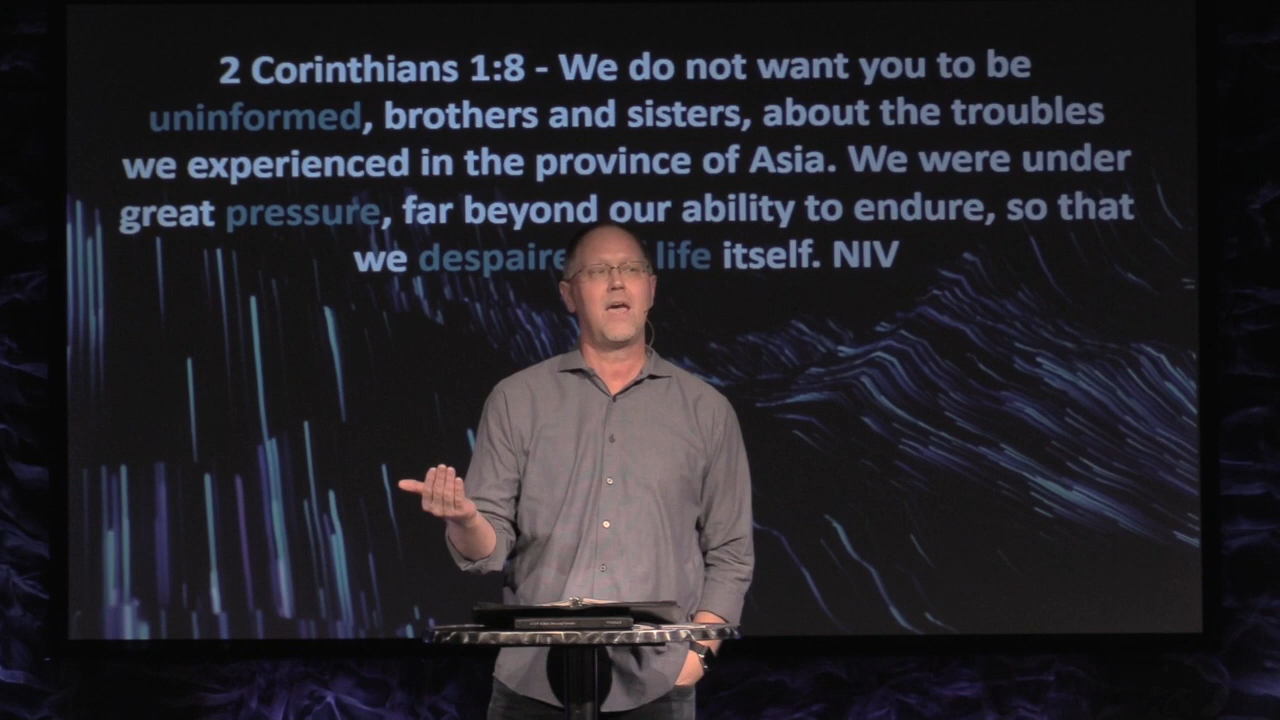 2 Corinthians 1:8 - We do not want you to be
uninformed, brothers and sisters, about the troubles
we experienced in the province of Asia. We were under
great pressure, far beyond our ability to endure, so that
we despaire life itself. NIV